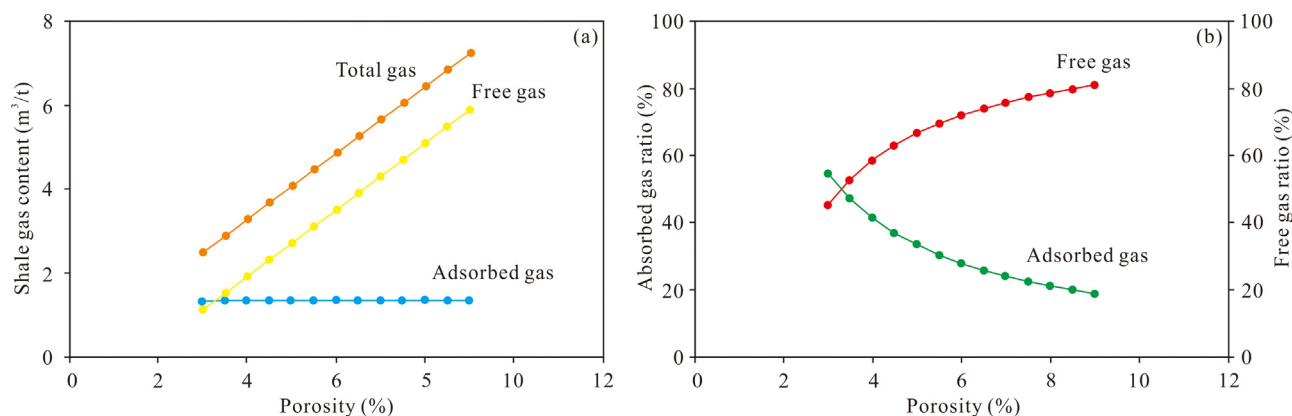 8
6
4
2
0
Shale gas content (m³/t)
(a)
Total gas
Free gas
Adsorbed gas
0
2
4
6
5
10
12
Porosity (%)
100
80
60
40
20
0
Absorbed gas ratio (%)
(b)
Free gas
Adsorbed gas
100
80
60
40
20
0
Free gas ratio (%)
0
2
4
6
8
10
12
Porosity (%)